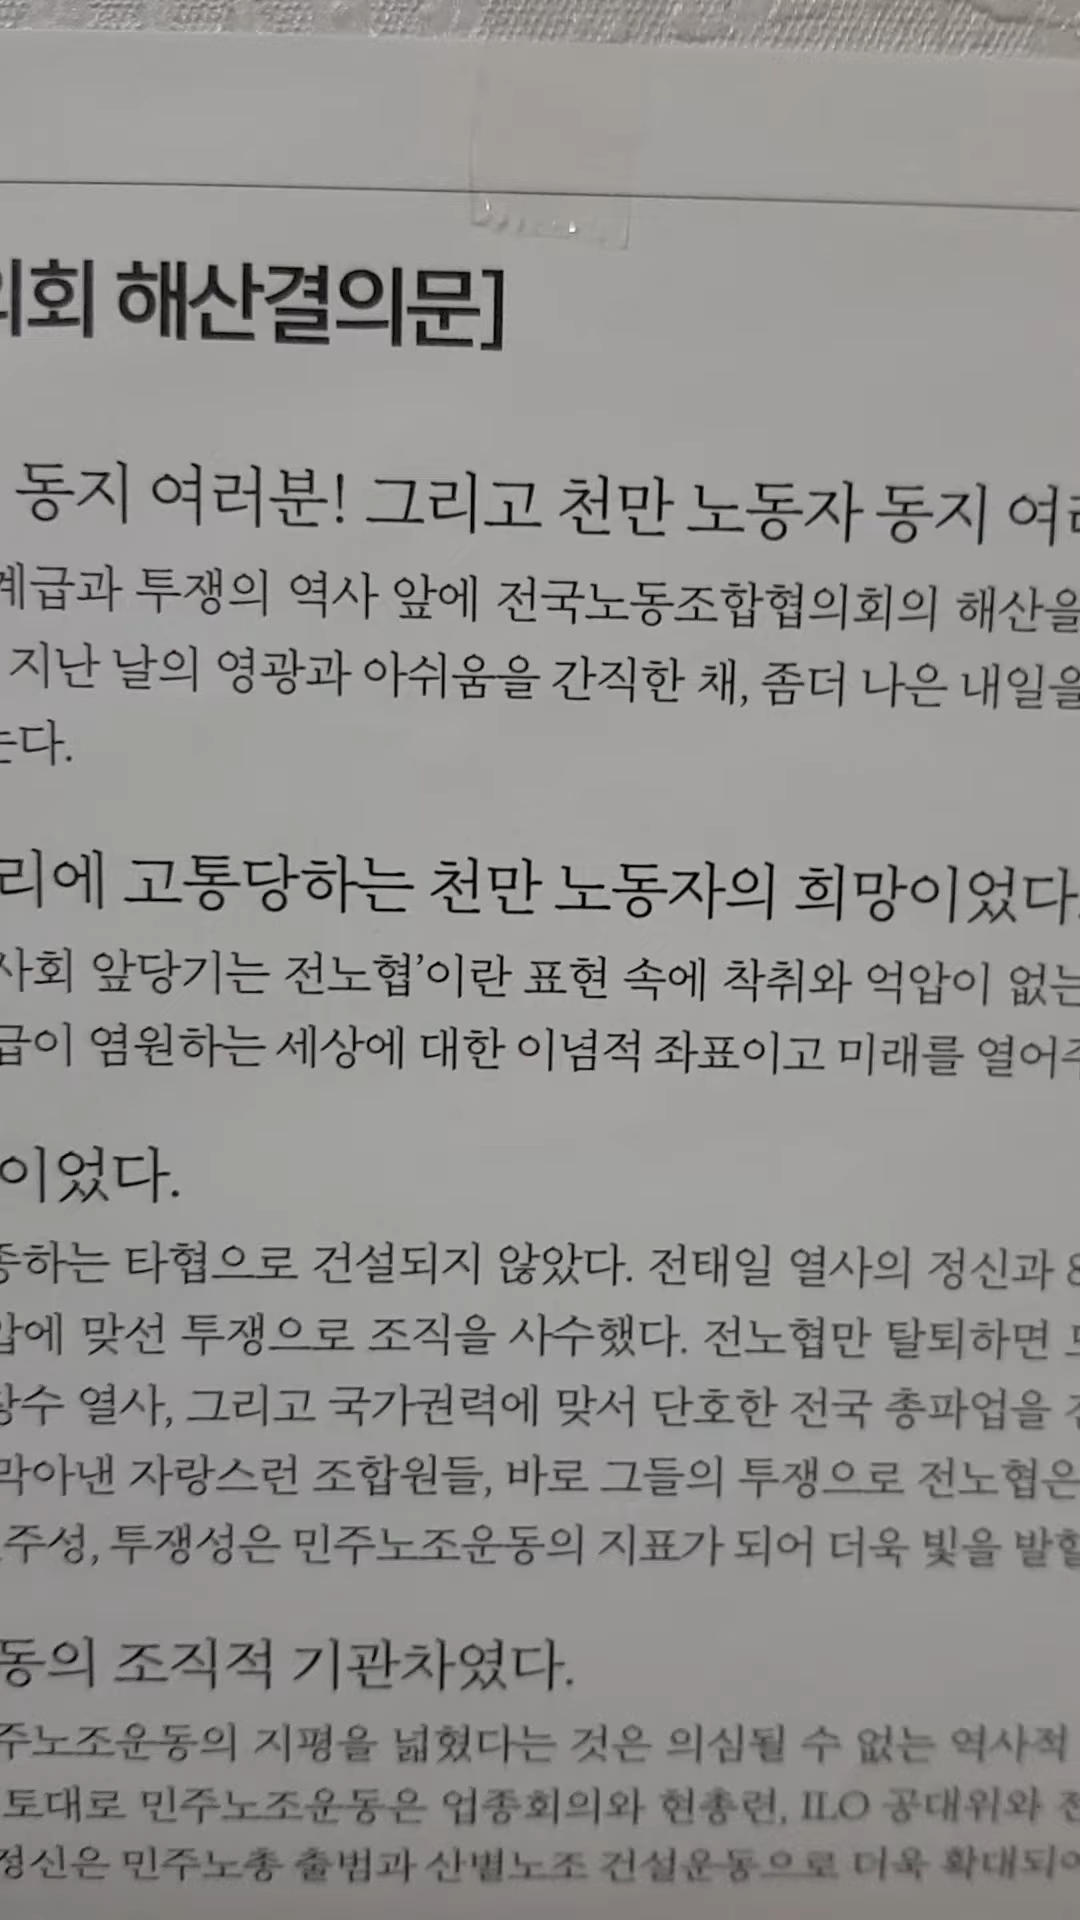 의회 해산결의문]
동지 여러분! 그리고 천만 노동자 동지 여러
계급과 투쟁의 역사 앞에 전국노동조합협의회의 해산을
지난 날의 영광과 아쉬움을 간직한 채, 좀더 나은 내일을
는다.
리에 고통당하는 천만 노동자의 희망이었다.
사회 앞당기는 전노협’이란 표현 속에 착취와 억압이 없는
급이 염원하는 세상에 대한 이념적 좌표이고 미래를 열어주
이었다.
종하는 타협으로 건설되지 않았다. 전태일 열사의 정신과 8
압에 맞선 투쟁으로 조직을 사수했다. 전노협만 탈퇴하면
창수 열사, 그리고 국가권력에 맞서 단호한 전국 총파업을
막아낸 자랑스런 조합원들, 바로 그들의 투쟁으로 전노협은
주성, 투쟁성은 민주노조운동의 지표가 되어 더욱 빛을 발할
동의 조직적 기관차였다.
주노조운동의 지평을 넓혔다는 것은 의심될 수 없는 역사적
토대로 민주노조운동은 업종회의와 현총련, ILO 공대위와 전
정신은 민주노총 출범과 산별노조 건설운동으로 더욱 확대되어